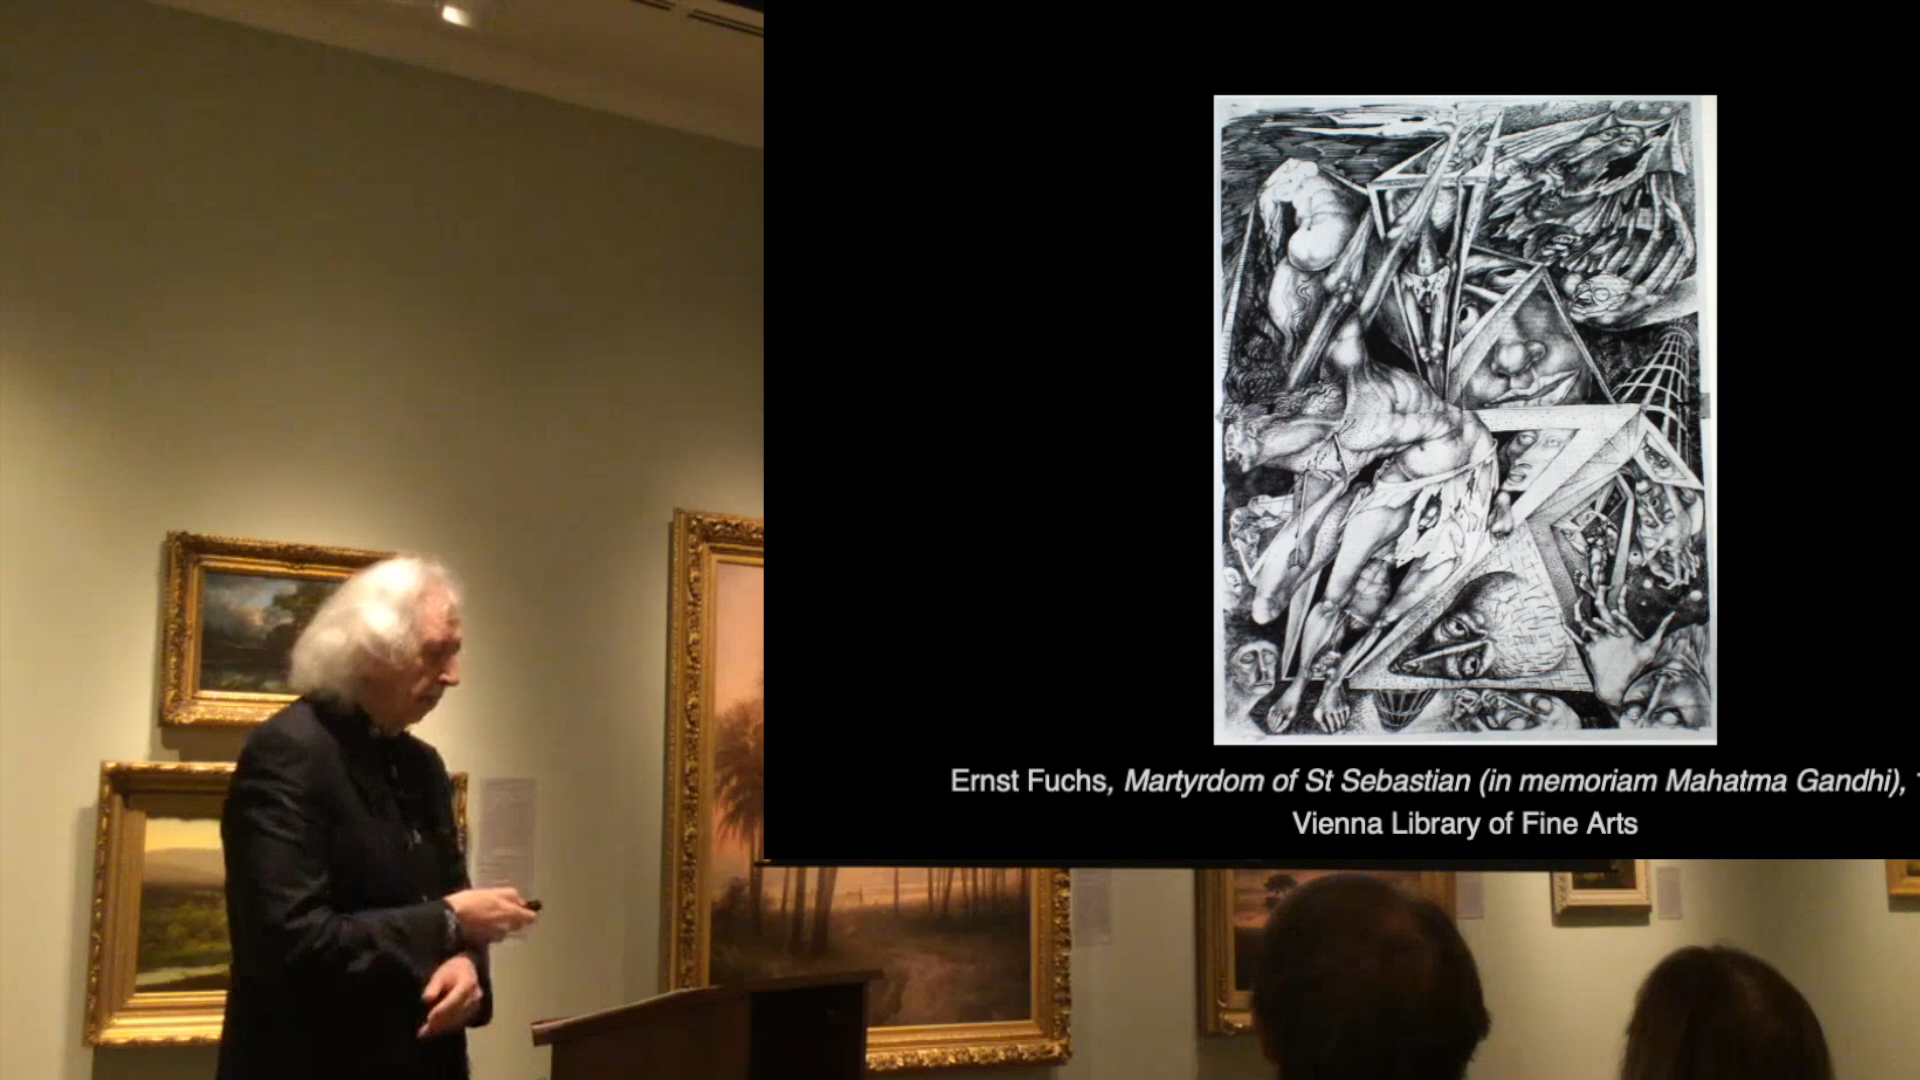 Ernst Fuchs, Martyrdom of St Sebastian (in memoriam Mahatma Gandhi),
Vienna Library of Fine Arts